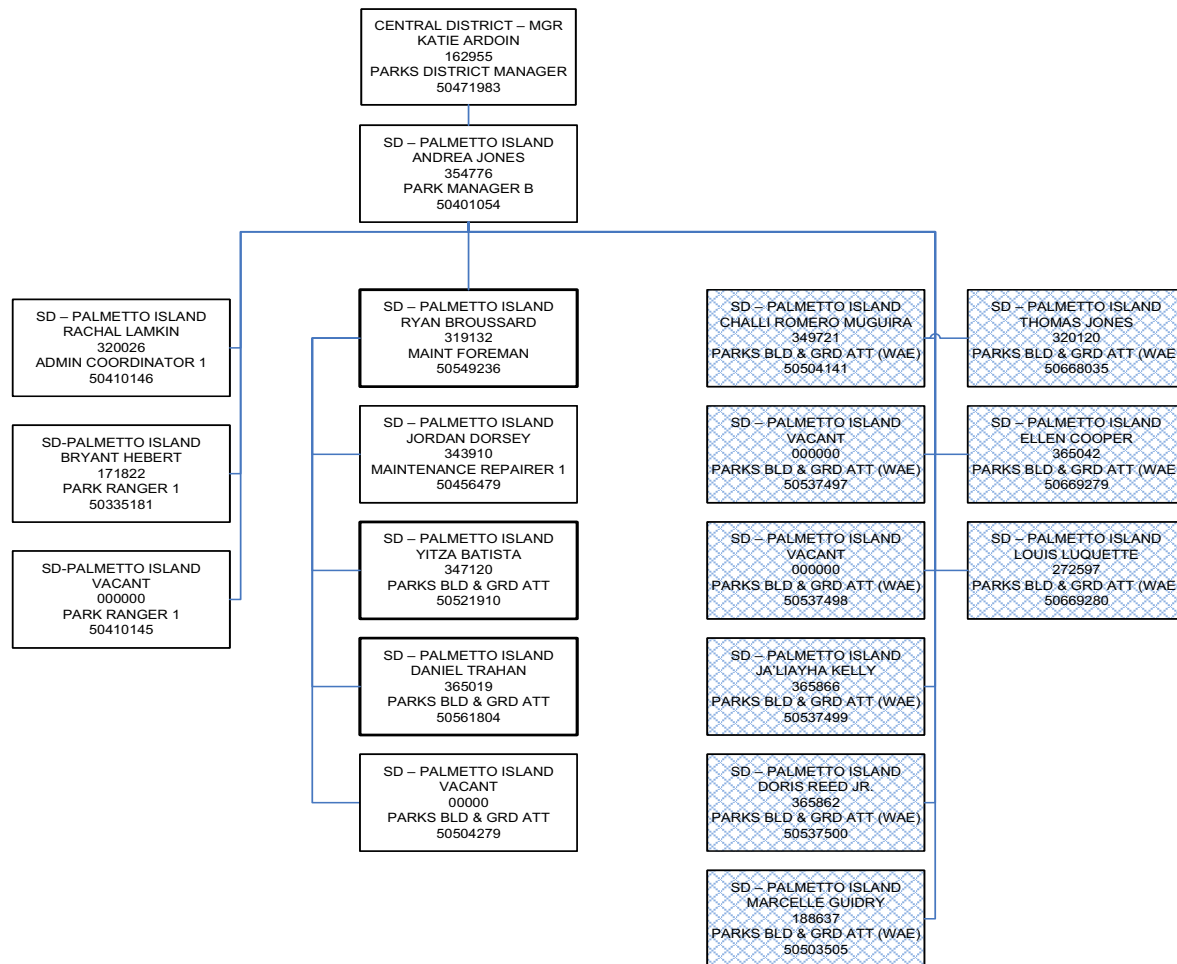 CENTRAL DISTRICT – MGR
KATIE ARDOIN
162955
PARKS DISTRICT MANAGER
50471983
SD – PALMETTO ISLAND
ANDREA JONES
354776
PARK MANAGER B
50401054
SD – PALMETTO ISLAND
RACHAL LAMKIN
320026
ADMIN COORDINATOR 1
50410146
SD-PALMETTO ISLAND
BRYANT HEBERT
171822
PARK RANGER 1
50335181
SD-PALMETTO ISLAND
VACANT
000000
PARK RANGER 1
50410145
SD – PALMETTO ISLAND
RYAN BROUSSARD
319132
MAINT FOREMAN
50549236
SD – PALMETTO ISLAND
JORDAN DORSEY
343910
MAINTENANCE REPAIRER 1
50456479
SD – PALMETTO ISLAND
YITZA BATISTA
347120
PARKS BLD & GRD ATT
50521910
SD – PALMETTO ISLAND
DANIEL TRAHAN
365019
PARKS BLD & GRD ATT
50561804
SD – PALMETTO ISLAND
VACANT
00000
PARKS BLD & GRD ATT
50504279
SD – PALMETTO ISLAND
CHALLI ROMERO MUGUIRA
349721
PARKS BLD & GRD ATT (WAE)
50504141
SD – PALMETTO ISLAND
VACANT
000000
PARKS BLD & GRD ATT (WAE)
50537497
SD – PALMETTO ISLAND
VACANT
000000
PARKS BLD & GRD ATT (WAE)
50537498
SD – PALMETTO ISLAND
JA'LIAYHA KELLY
365866
PARKS BLD & GRD ATT (WAE)
50537499
SD – PALMETTO ISLAND
DORIS REED JR.
365862
PARKS BLD & GRD ATT (WAE)
50537500
SD – PALMETTO ISLAND
MARCELLE GUIDRY
188637
PARKS BLD & GRD ATT (WAE)
50503505
SD – PALMETTO ISLAND
THOMAS JONES
320120
PARKS BLD & GRD ATT (WAE
50668035
SD – PALMETTO ISLAND
ELLEN COOPER
365042
PARKS BLD & GRD ATT (WAE
50669279
SD – PALMETTO ISLAND
LOUIS LUQUETTE
272597
PARKS BLD & GRD ATT (WAE
50669280